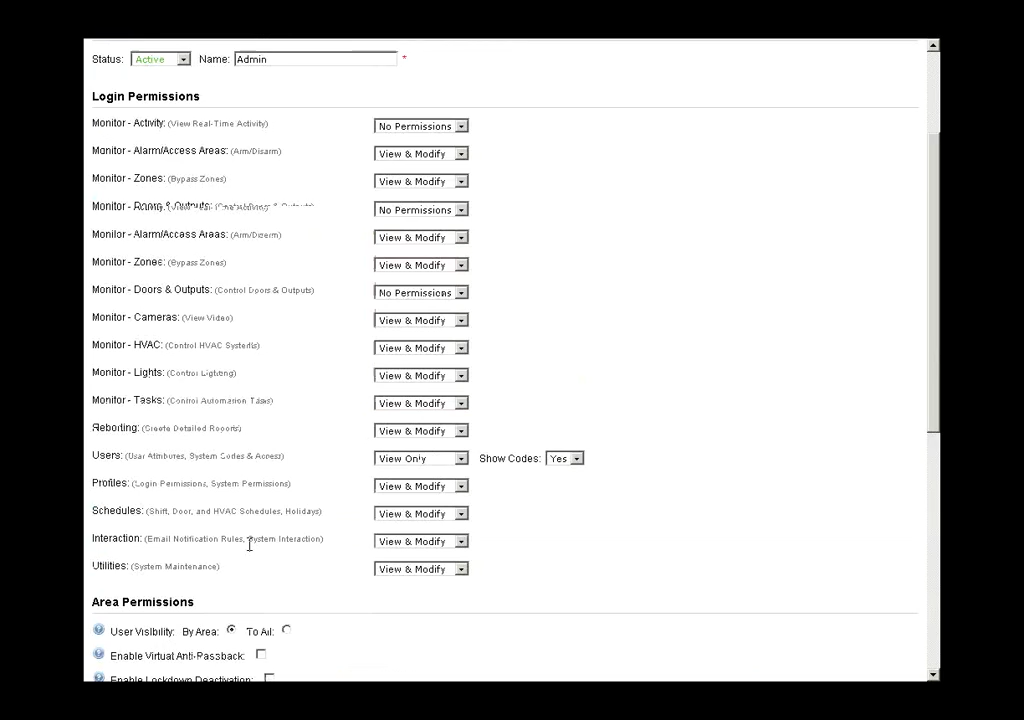 Status: Active Name: Admin *
Login Permissions
Monitor - Activity: (View Real-Time Activity) No Permissions
Monitor - Alarm/Access Areas: (Arm/Disarm) View & Modify
Monitor - Zones: (Bypass Zones) View & Modify
Monitor - No Permissions
Monitor - Alarm/Access Areas: (Arm/Disarm) View & Modify
Monitor - Zones: (Bypass Zones) View & Modify
Monitor - Doors & Outputs: (Control Doors & Outputs) No Permissions
Monitor - Cameras: (View Video) View & Modify
Monitor - HVAC: (Control HVAC Systems) View & Modify
Monitor - Lights: (Control Lighting) View & Modify
Monitor - Tasks: (Control Automation Tasks) View & Modify
Reporting: (Create Detailed Reports) View & Modify
Users: (User Attributes, System Codes & Access) View Only Show Codes: Yes
Profiles: (Login Permissions, System Permissions) View & Modify
Schedules: (Shift, Door, and HVAC Schedules, Holidays) View & Modify
Interaction: (Email Notification Rules, System Interaction) View & Modify
Utilities: (System Maintenance) View & Modify
Area Permissions
User Visibility: By Area: To All:
Enable Virtual Anti-Passback:
Enable Lockdown Deactivation: